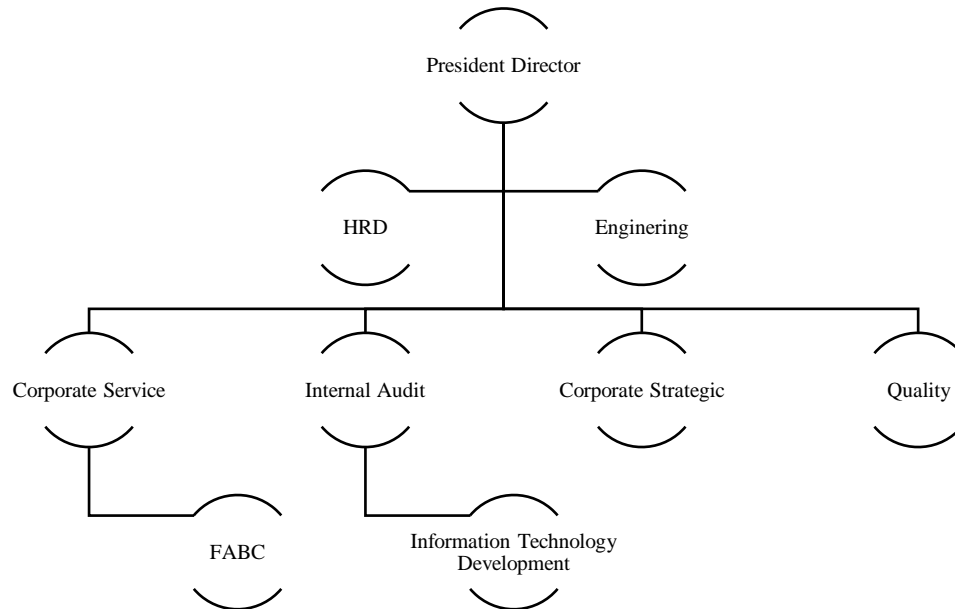 President Director
HRD
Enginering
Corporate Service
Internal Audit
Corporate Strategic
Quality
FABC
Information Technology
Development